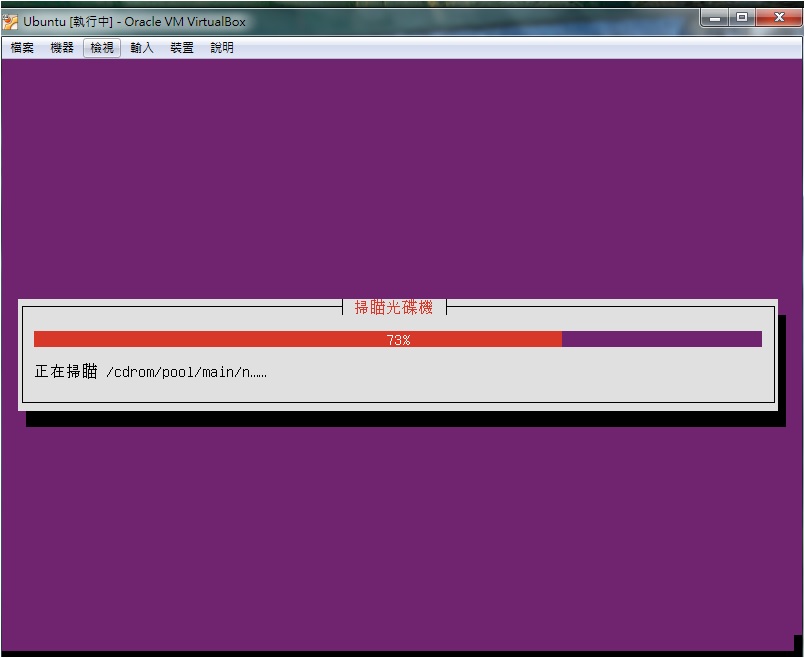 Ubuntu [執行中] - Oracle VM VirtualBox
檔案 機器 檢視 輸入 裝置 說明
掃瞄光碟機
73%
正在掃瞄 /cdrom/pool/main/n……